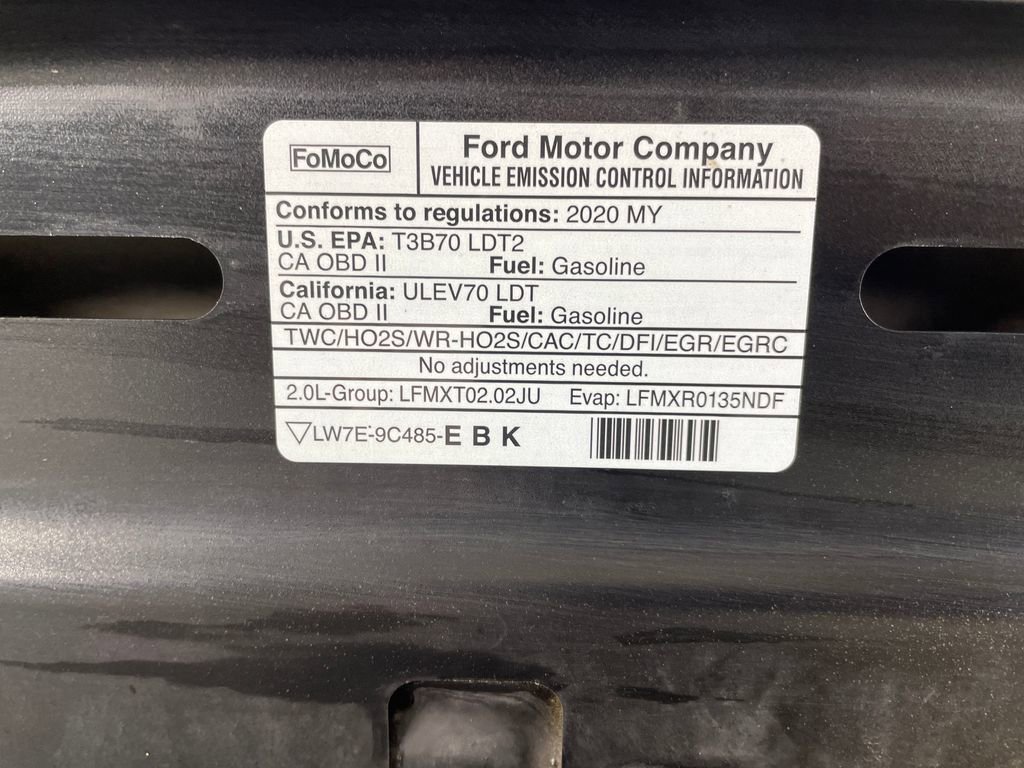 FoMoCo
Ford Motor Company
VEHICLE EMISSION CONTROL INFORMATION
Conforms to regulations: 2020 MY
U.S. EPA: T3B70 LDT2
CA OBD II Fuel: Gasoline
California: ULEV70 LDT
CA OBD II Fuel: Gasoline
TWC/HO2S/WR-HO2S/CAC/TC/DFI/EGR/EGRC
No adjustments needed.
2.0L-Group: LFMXT02.02JU Evap: LFMXR0135NDF
LW7E-9C485-E B K